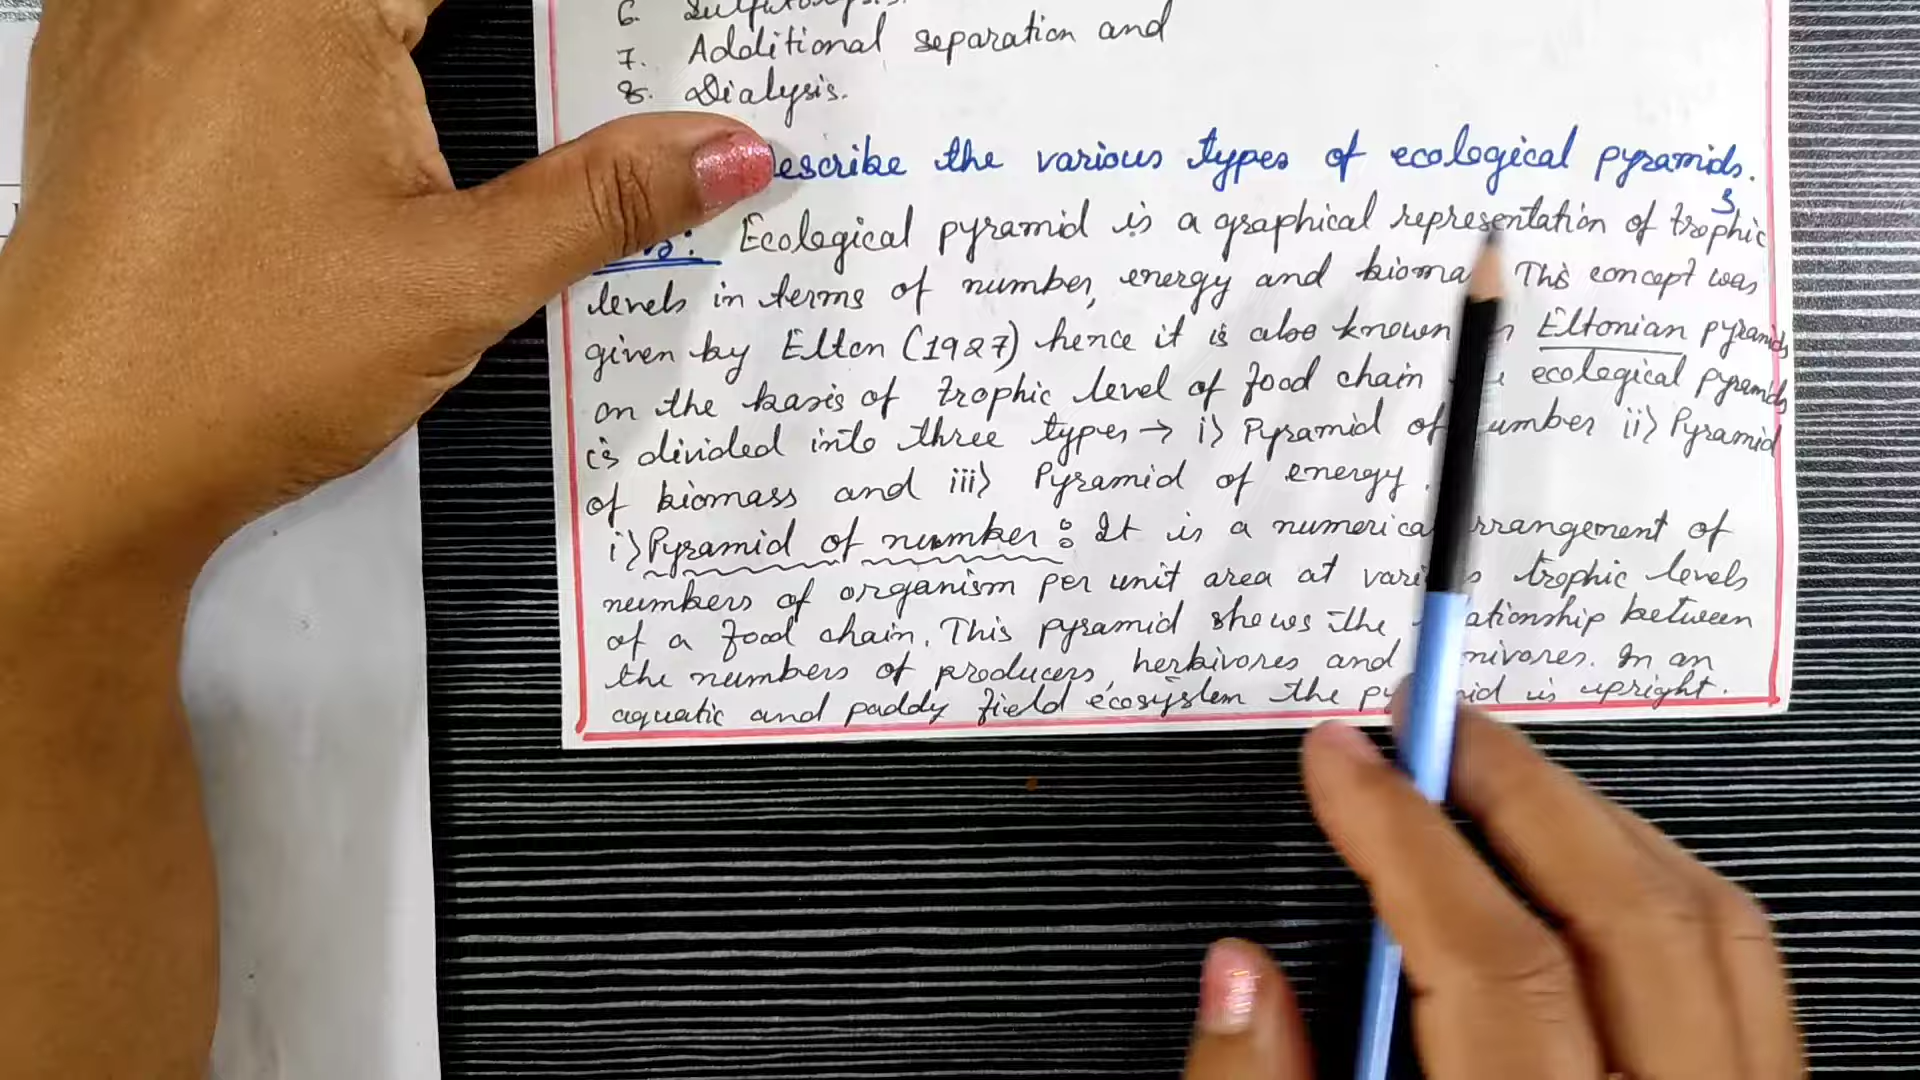 6.
7. Additional separation and
8. Dialysis.
escribe the various types of ecological pyramids.
3
Ecological pyramid is a graphical representation of trophic
levels in terms of number, energy and bioma This concept was
given by Elton (1927) hence it is also known Eltonian pyramids
on the basis of trophic level of food chain ecological pyramids
is divided into three types → i) Pyramid of umber ii) Pyramid
of biomass and iii) Pyramid of energy.
i) Pyramid of number : It is a numerica rrangement of
numbers of organism per unit area at vari s trophic levels
of a food chain. This pyramid shows the ationship between
the numbers of producers, herbivores and nivores. In an
aquatic and paddy field ecosystem the py id is upright.